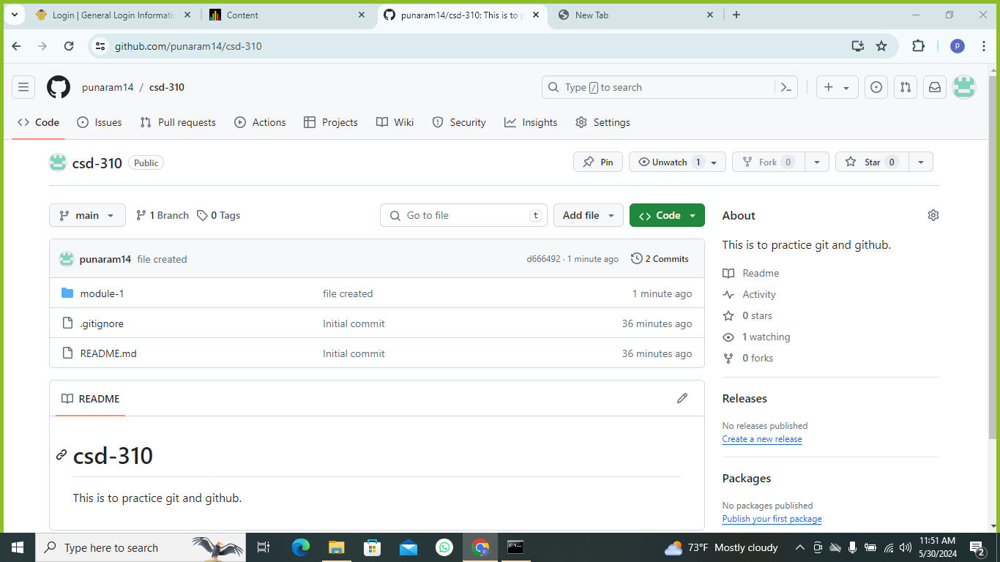 Login | General Login Informati
Content
punaram14/csd-310: This is to p
New Tab
github.com/punaram14/csd-310
p
punaram14 / csd-310
Type / to search
Code
Issues
Pull requests
Actions
Projects
Wiki
Security
Insights
Settings
csd-310
Public
Pin
Unwatch 1
Fork 0
Star 0
main
1 Branch
0 Tags
Go to file
t
Add file
Code
About
This is to practice git and github.
Readme
Activity
0 stars
1 watching
0 forks
Releases
No releases published
Create a new release
Packages
No packages published
Publish your first package
punaram14 file created
d666492 · 1 minute ago
2 Commits
module-1 file created 1 minute ago
.gitignore Initial commit 36 minutes ago
README.md Initial commit 36 minutes ago
README
csd-310
This is to practice git and github.
Type here to search
73°F Mostly cloudy
11:51 AM
5/30/2024
2